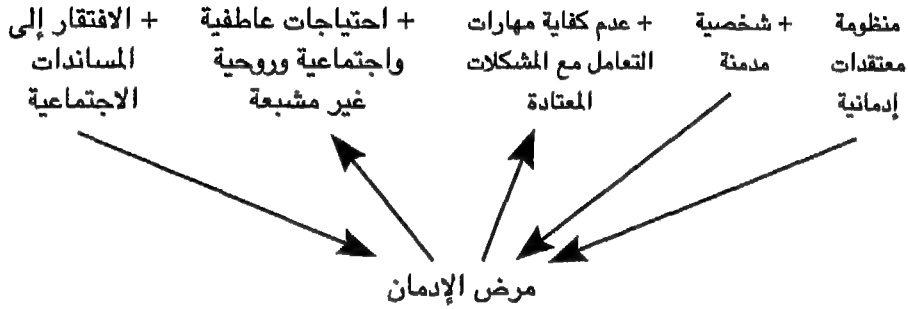 منظومة
معتقدات
إدمانية
+ شخصية
مدمنة
+ عدم كفاية مهارات
التعامل مع المشكلات
المعتادة
+ احتياجات عاطفية
واجتماعية وروحية
غير مشبعة
+ الافتقار إلى
المساندات
الاجتماعية
مرض الإدمان